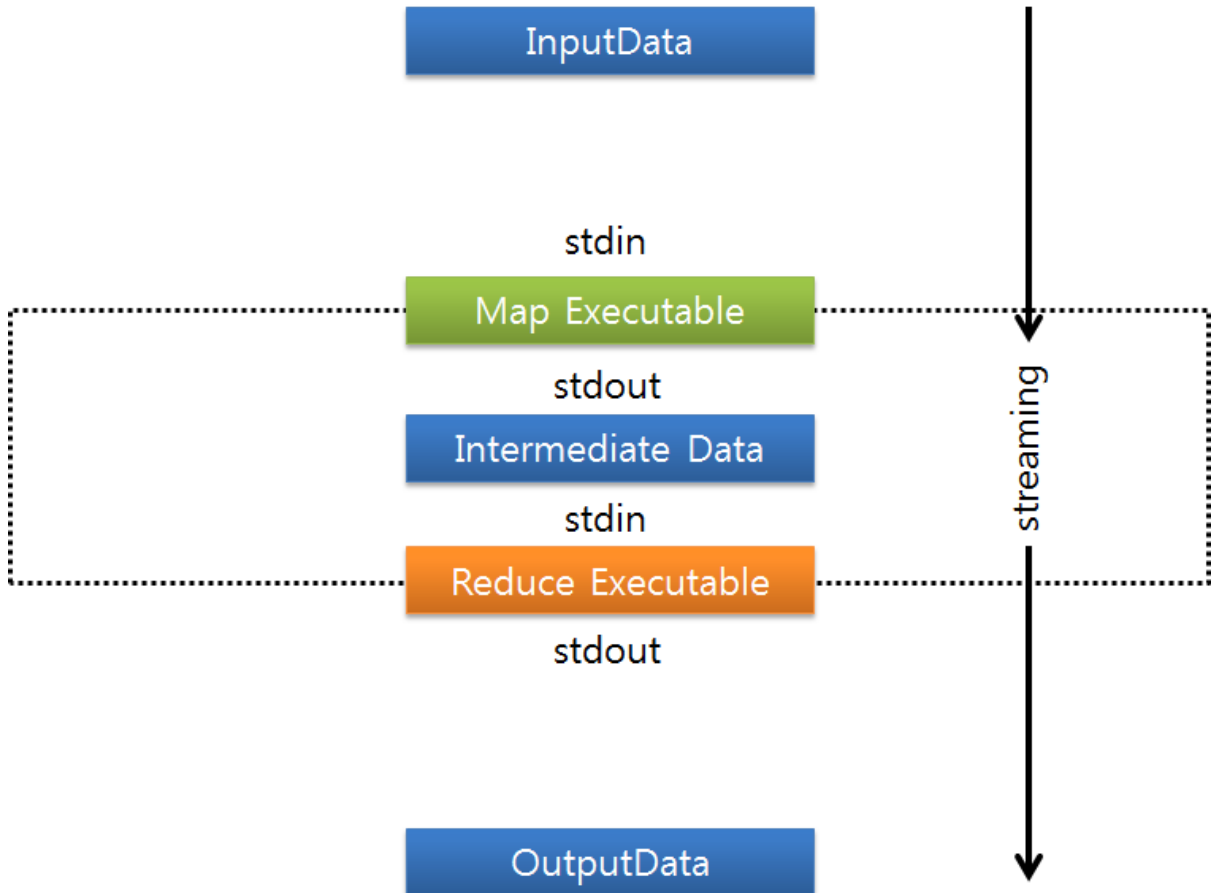 InputData
stdin
Map Executable
stdout
Intermediate Data
stdin
Reduce Executable
stdout
OutputData
streaming